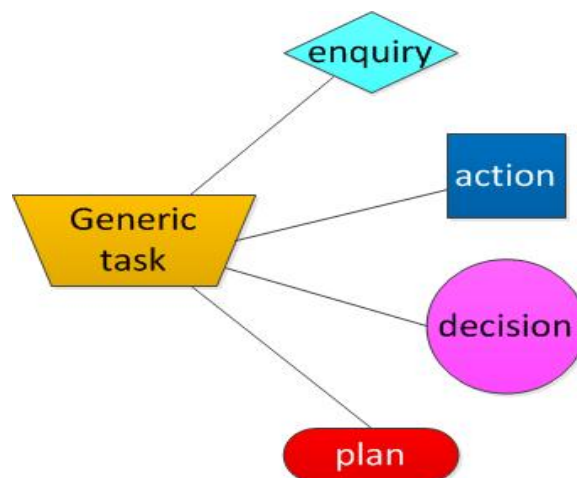 enquiry
action
Generic
task
decision
plan